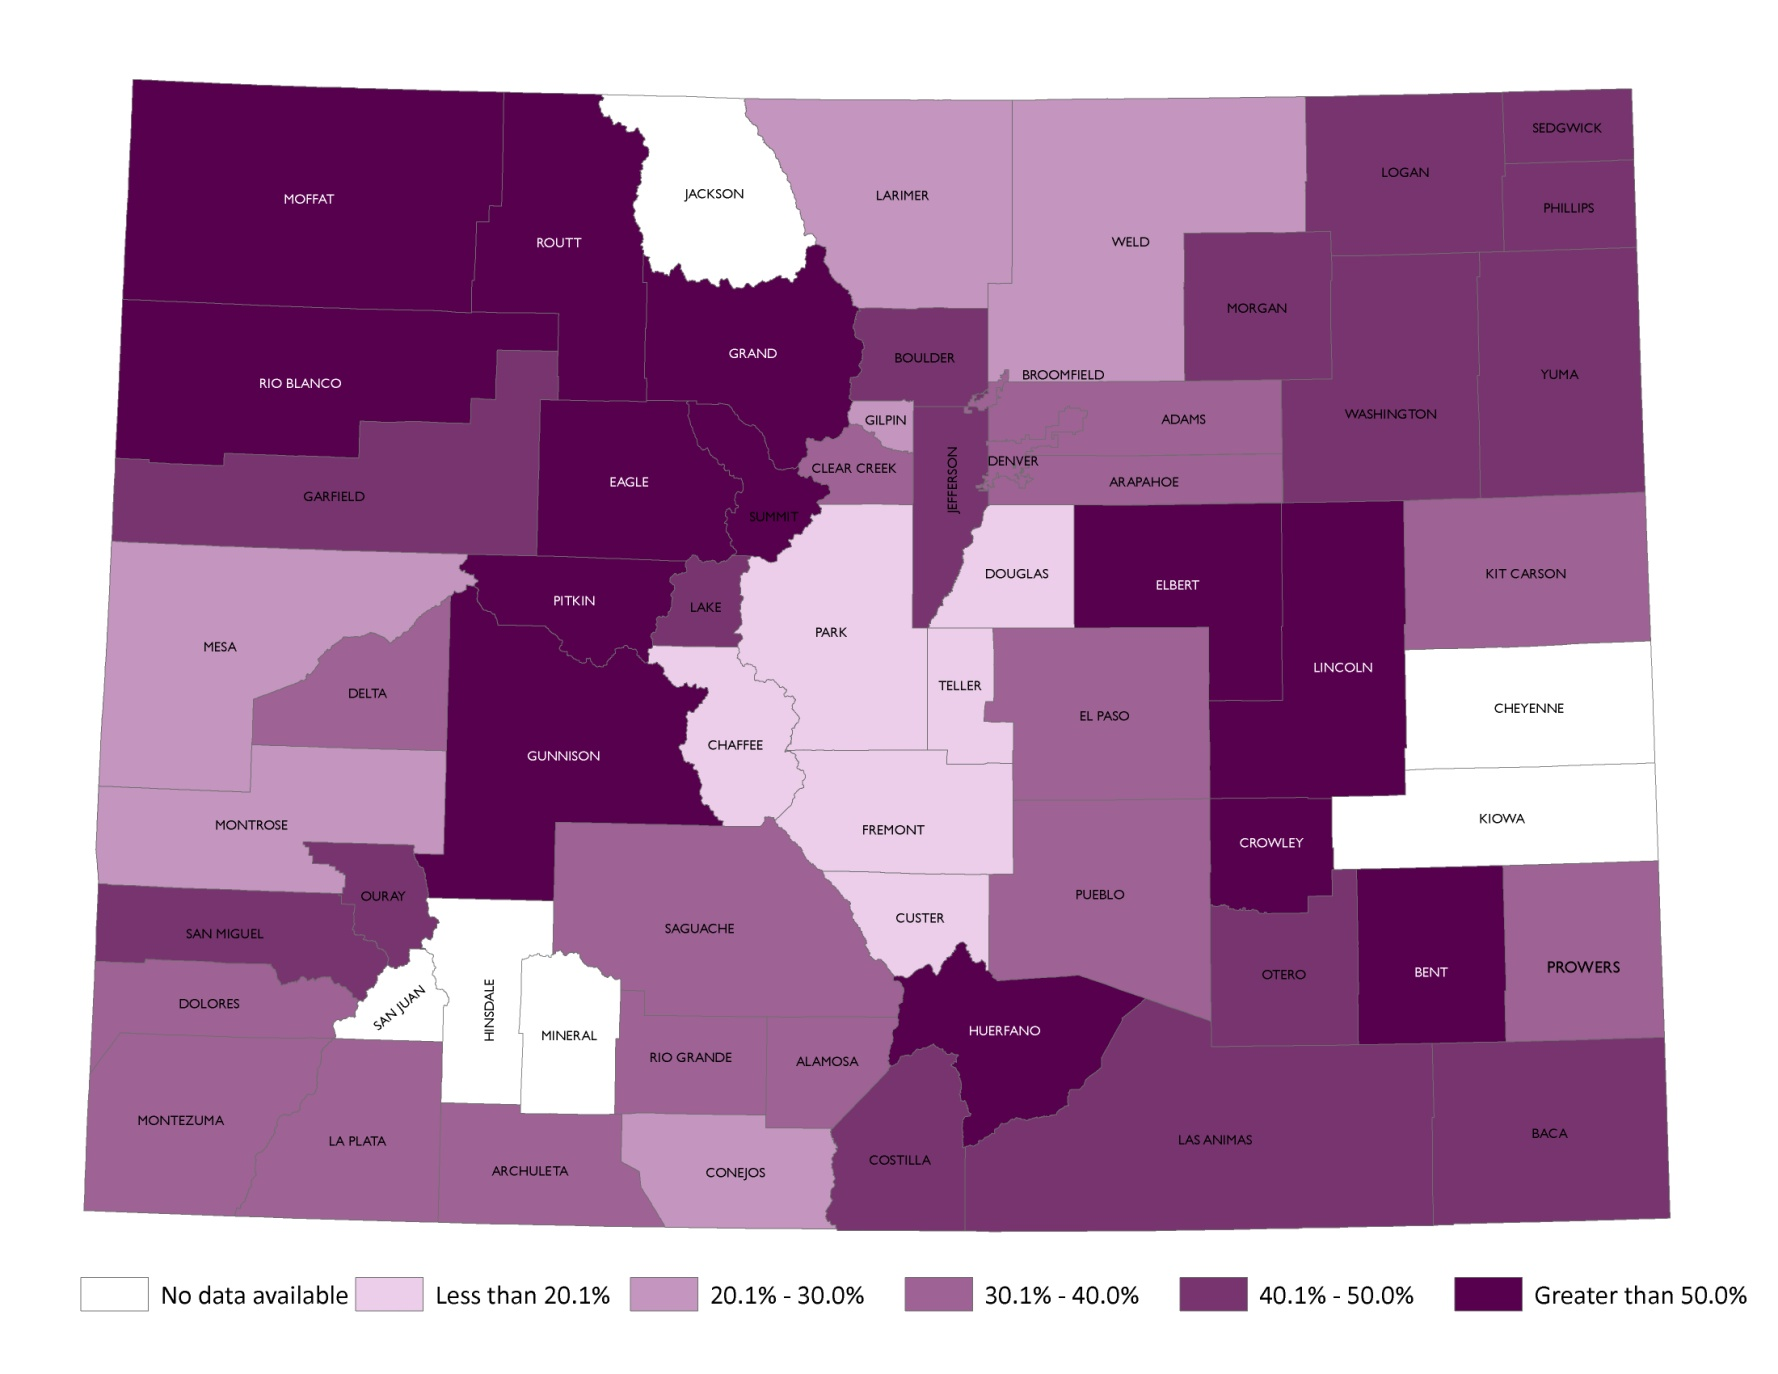 SEDGWICK
LOGAN
JACKSON
LARIMER
MOFFAT
PHILLIPS
ROUTT
WELD
MORGAN
GRAND
BOULDER
BROOMFIELD
YUMA
RIO BLANCO
WASHINGTON
GILPIN
ADAMS
DENVER
CLEAR CREEK
JEFFERSON
EAGLE
ARAPAHOE
GARFIELD
SUMMIT
DOUGLAS
KIT CARSON
ELBERT
PITKIN
LAKE
PARK
MESA
LINCOLN
TELLER
DELTA
CHEYENNE
EL PASO
CHAFFEE
GUNNISON
KIOWA
MONTROSE
FREMONT
CROWLEY
OURAY
PUEBLO
CUSTER
SAGUACHE
SAN MIGUEL
PROWERS
BENT
OTERO
DOLORES
SAN JUAN
HINSDALE
MINERAL
HUERFANO
RIO GRANDE
ALAMOSA
MONTEZUMA
BACA
LA PLATA
LAS ANIMAS
COSTILLA
ARCHULETA
CONEJOS
No data available
Less than 20.1%
20.1% - 30.0%
30.1% - 40.0%
40.1% - 50.0%
Greater than 50.0%